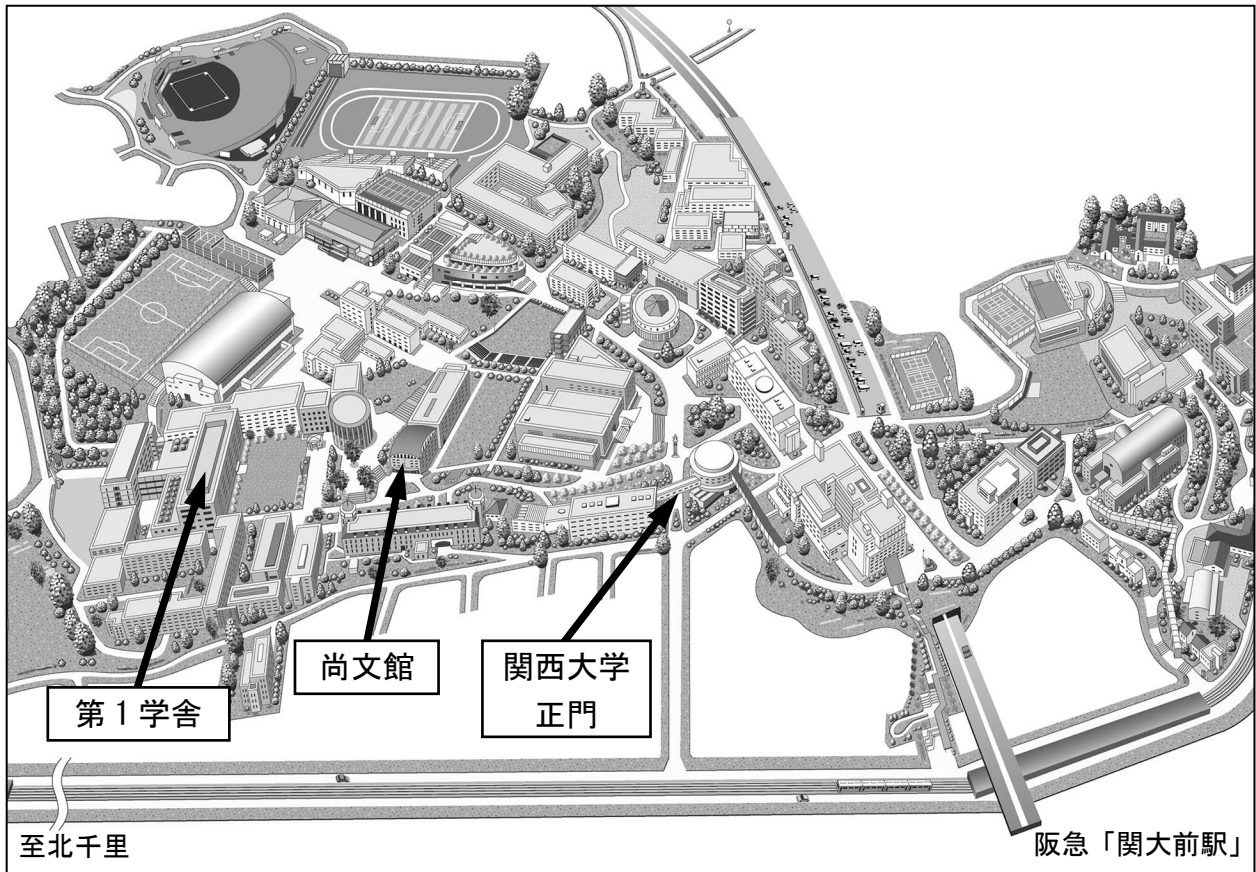 第1学舎
尚文館
関西大学
正門
至北千里
阪急「関大前駅」